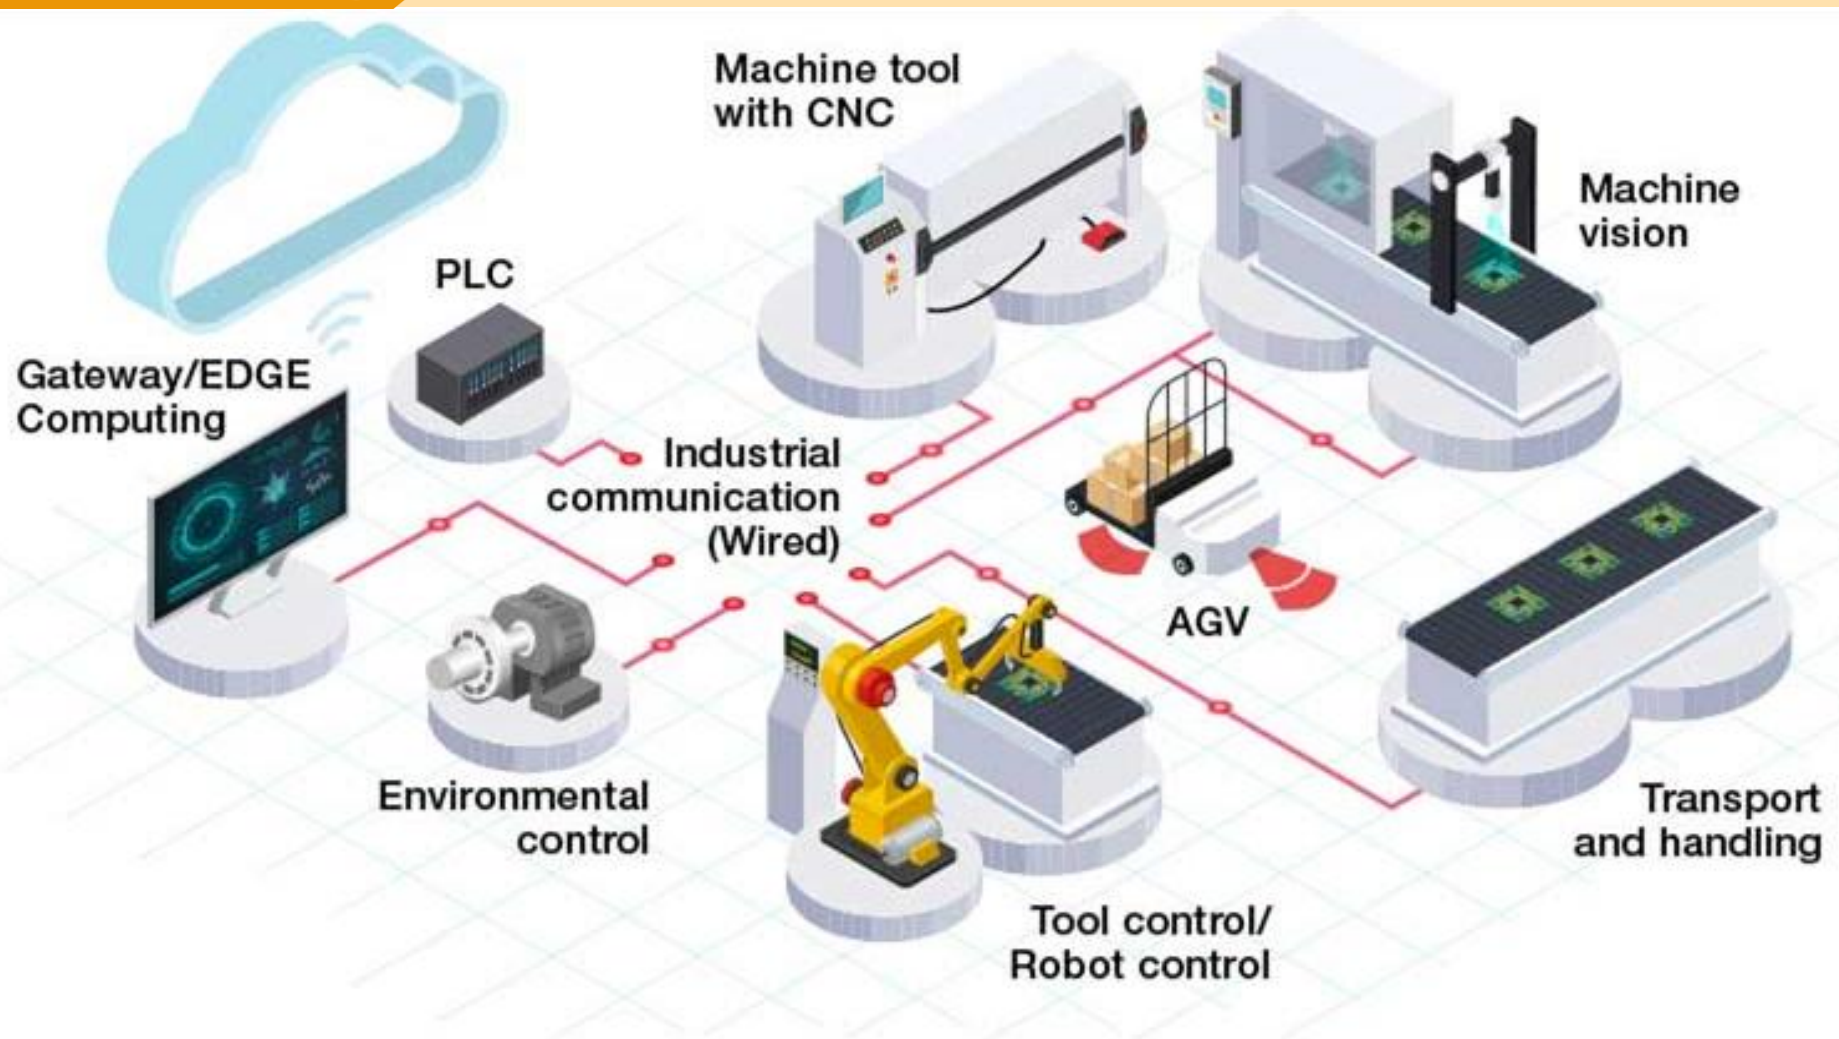 Machine tool
with CNC
Machine
vision
PLC
Gateway/EDGE
Computing
Industrial
communication
(Wired)
AGV
Environmental
control
Transport
and handling
Tool control/
Robot control